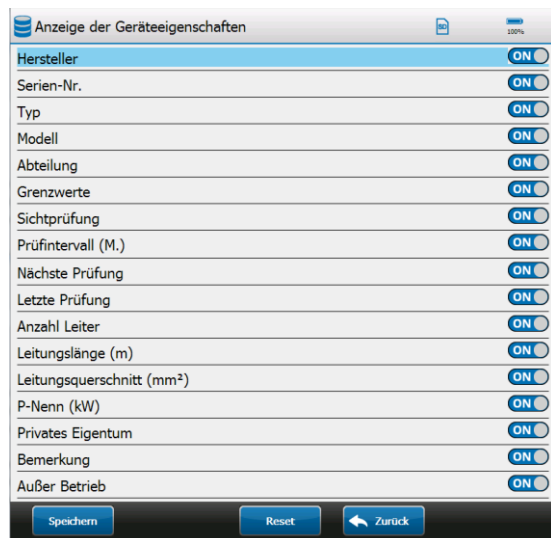 Anzeige der Geräteeigenschaften
SD
100%
Hersteller ON
Serien-Nr. ON
Typ ON
Modell ON
Abteilung ON
Grenzwerte ON
Sichtprüfung ON
Prüfintervall (M.) ON
Nächste Prüfung ON
Letzte Prüfung ON
Anzahl Leiter ON
Leitungslänge (m) ON
Leitungsquerschnitt (mm²) ON
P-Nenn (kW) ON
Privates Eigentum ON
Bemerkung ON
Außer Betrieb ON
Speichern Reset Zurück